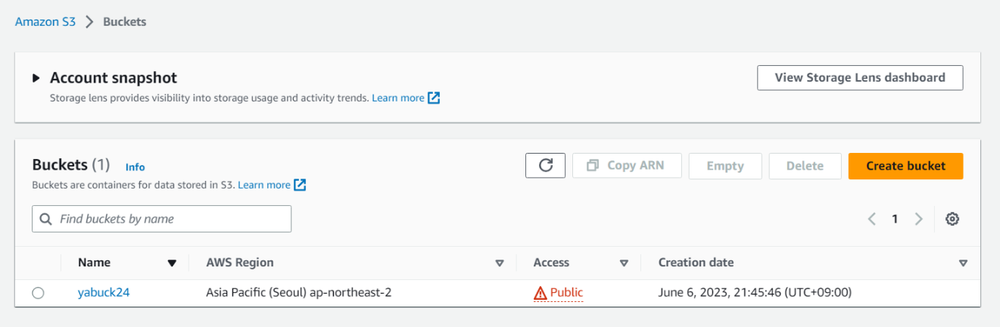 Amazon S3 > Buckets
Account snapshot
View Storage Lens dashboard
Storage lens provides visibility into storage usage and activity trends. Learn more
Buckets (1) Info
Copy ARN Empty Delete Create bucket
Buckets are containers for data stored in S3. Learn more
Find buckets by name
1
Name AWS Region Access Creation date
yabuck24 Asia Pacific (Seoul) ap-northeast-2 Public June 6, 2023, 21:45:46 (UTC+09:00)